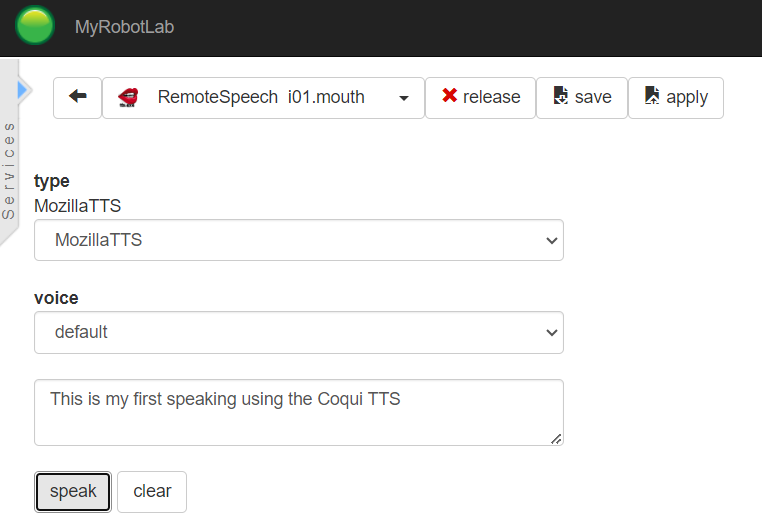 MyRobotLab
RemoteSpeech i01.mouth
release
save
apply
Services
type
MozillaTTS
MozillaTTS
voice
default
This is my first speaking using the Coqui TTS
speak
clear